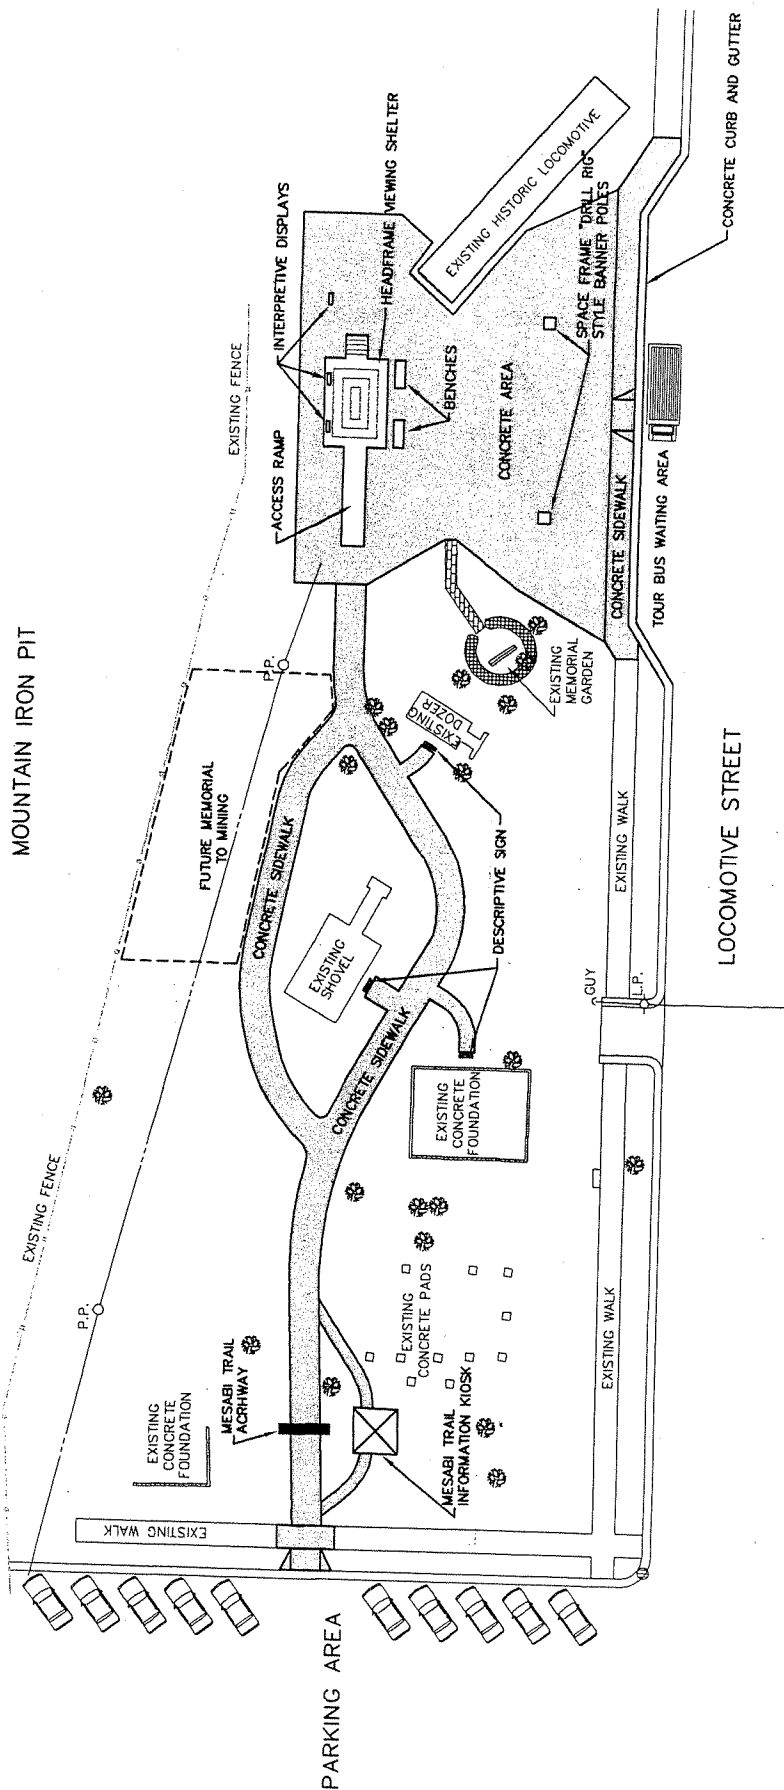 MOUNTAIN IRON PIT
EXISTING FENCE
EXISTING FENCE
P.P.
P.P.
FUTURE MEMORIAL
TO MINING
INTERPRETIVE DISPLAYS
ACCESS RAMP
HEADFRAME VIEWING SHELTER
BENCHES
EXISTING HISTORIC LOCOMOTIVE
CONCRETE AREA
SPACE FRAME "DRILL RIG"
STYLE BANNER POLES
CONCRETE SIDEWALK
TOUR BUS WAITING AREA
CONCRETE CURB AND GUTTER
EXISTING
MEMORIAL
GARDEN
EXISTING
DOZER
DESCRIPTIVE SIGN
CONCRETE SIDEWALK
EXISTING
SHOVEL
CONCRETE SIDEWALK
EXISTING
CONCRETE
FOUNDATION
EXISTING
CONCRETE PADS
MESABI TRAIL
ACRHWAY
EXISTING
CONCRETE
FOUNDATION
MESABI TRAIL
INFORMATION KIOSK
EXISTING WALK
EXISTING WALK
EXISTING WALK
GUY
L.P.
PARKING AREA
LOCOMOTIVE STREET